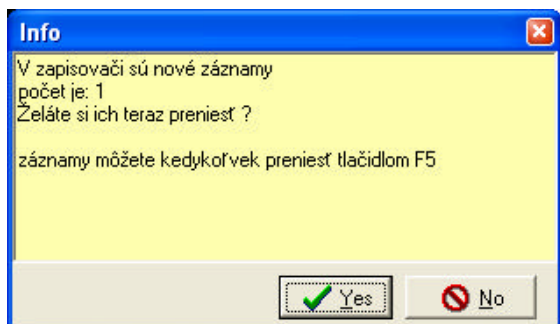 Info
V zapisovači sú nové záznamy
počet je: 1
Želáte si ich teraz preniesť ?
záznamy môžete kedykoľvek preniesť tlačidlom F5
Yes
No